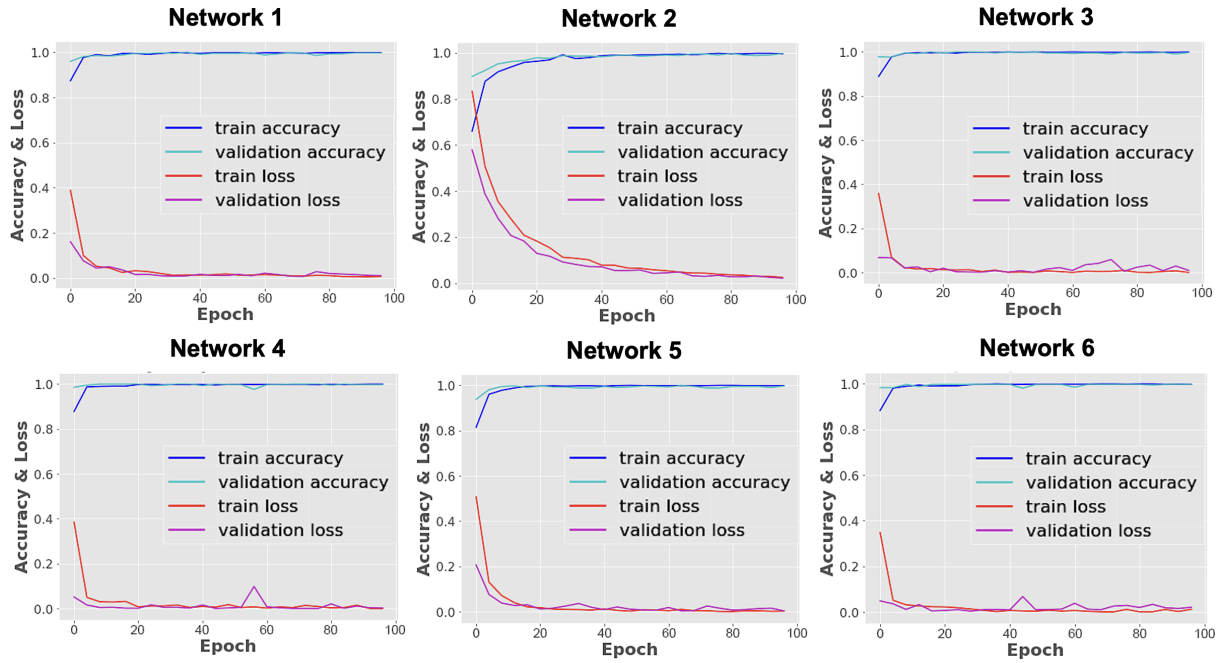 Network 1
Network 2
Network 3
1.0
0.8
0.6
0.4
0.2
0.0
Accuracy & Loss
train accuracy
validation accuracy
train loss
validation loss
0
20
40
60
80
100
Epoch
1.0
0.8
0.6
0.4
0.2
0.0
Accuracy & Loss
train accuracy
validation accuracy
train loss
validation loss
0
20
40
60
80
100
Epoch
1.0
0.8
0.6
0.4
0.2
0.0
Accuracy & Loss
train accuracy
validation accuracy
train loss
validation loss
0
20
40
60
80
100
Epoch
Network 4
Network 5
Network 6
1.0
0.8
0.6
0.4
0.2
0.0
Accuracy & Loss
train accuracy
validation accuracy
train loss
validation loss
0
20
40
60
80
100
Epoch
1.0
0.8
0.6
0.4
0.2
0.0
Accuracy & Loss
train accuracy
validation accuracy
train loss
validation loss
0
20
40
60
80
100
Epoch
1.0
0.8
0.6
0.4
0.2
0.0
Accuracy & Loss
train accuracy
validation accuracy
train loss
validation loss
0
20
40
60
80
100
Epoch